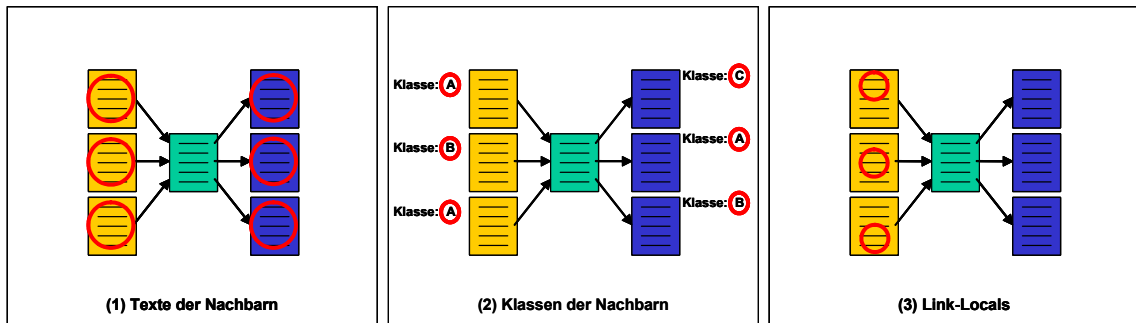 Klasse: A
Klasse: B
Klasse: A
Klasse: C
Klasse: A
Klasse: B
(1) Texte der Nachbarn
(2) Klassen der Nachbarn
(3) Link-Locals